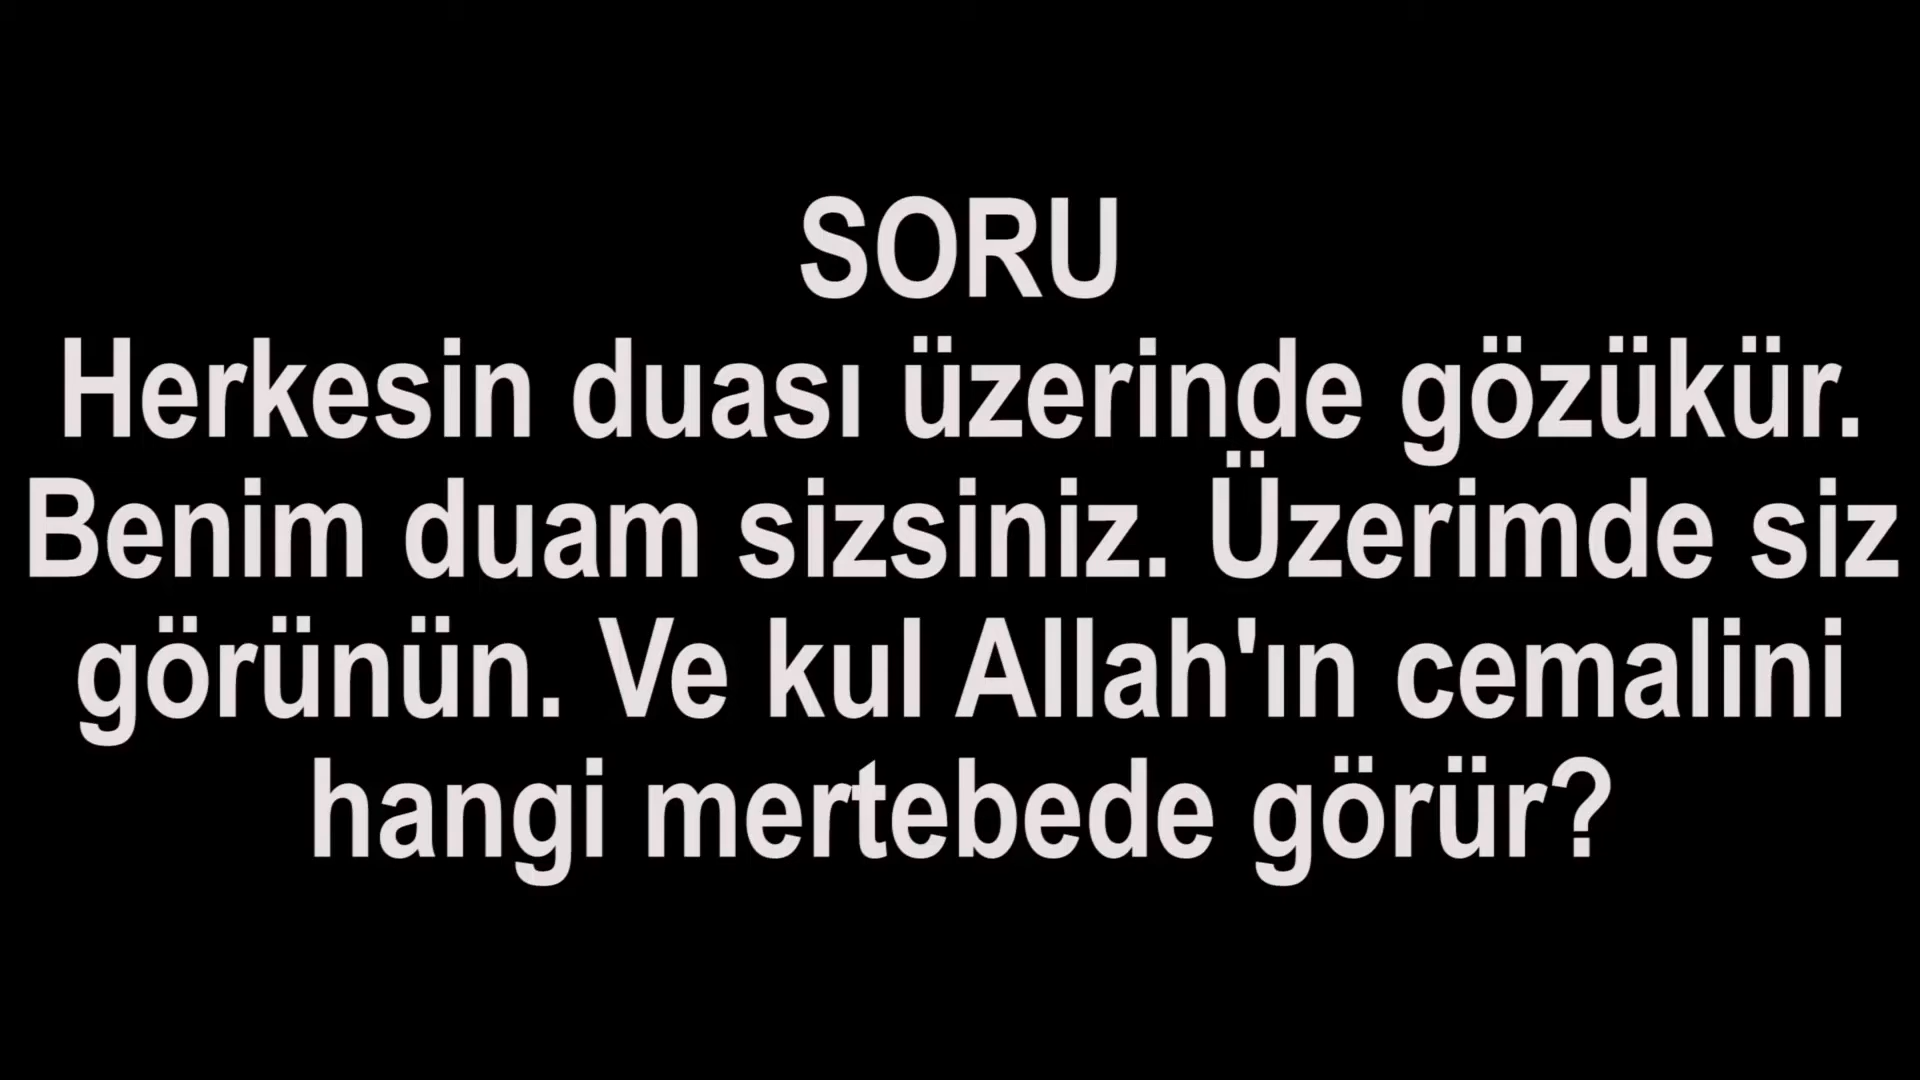 SORU
Herkesin duası üzerinde gözükür.
Benim duam sizsiniz. Üzerimde siz
görünün. Ve kul Allah'ın cemalini
hangi mertebede görür?